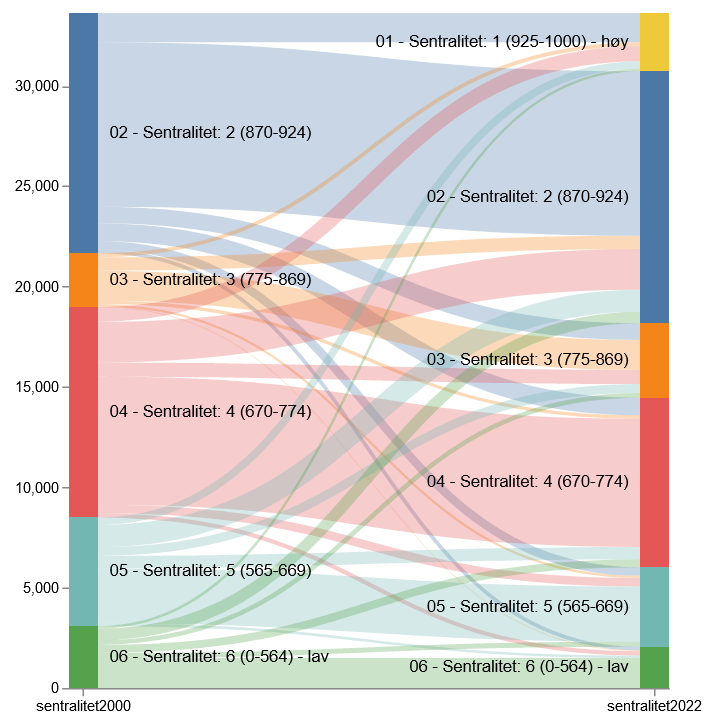 01 - Sentralitet: 1 (925-1000) - høy
30,000
02 - Sentralitet: 2 (870-924)
02 - Sentralitet: 2 (870-924)
25,000
20,000
03 - Sentralitet: 3 (775-869)
03 - Sentralitet: 3 (775-869)
15,000
04 - Sentralitet: 4 (670-774)
04 - Sentralitet: 4 (670-774)
10,000
05 - Sentralitet: 5 (565-669)
5,000
05 - Sentralitet: 5 (565-669)
06 - Sentralitet: 6 (0-564) - lav
06 - Sentralitet: 6 (0-564) - lav
0
sentralitet2000
sentralitet2022